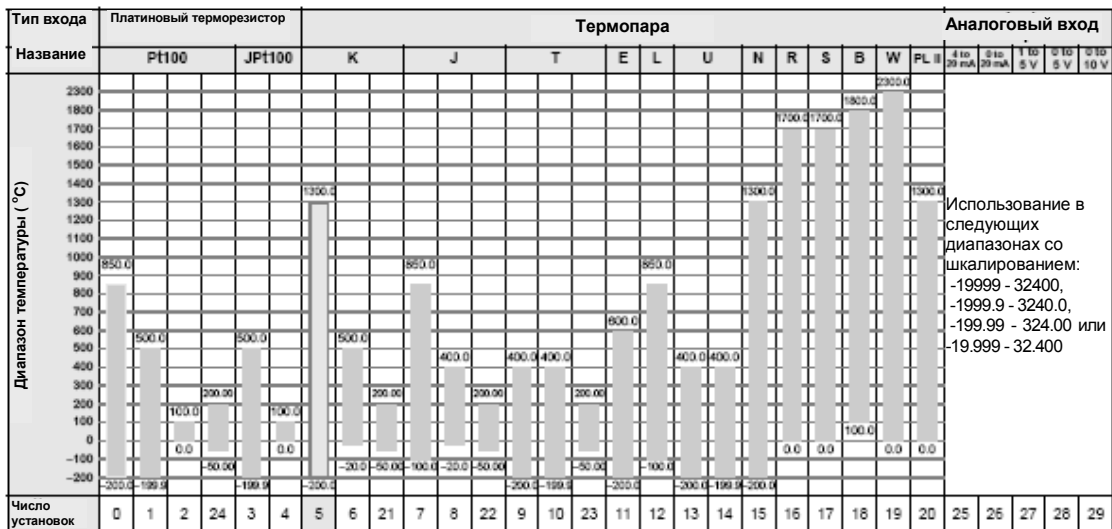 Тип входа Платиновый терморезистор Термопара Аналоговый вход
Название Pt100 JPt100 K J T E L U N R S B W PL II 4 to 20 mA 0 to 20 mA 1 to 5 V 0 to 5 V 0 to 10 V
Диапазон температуры ( °C)
2300
1800
1700
1600
1500
1400
1300
1200
1100
1000
900
800
700
600
500
400
300
200
100
0
−100
−200
2300.0
1800.0
1700.0 1700.0
1300.0 1300.0 1300.0
850.0 850.0 850.0
600.0
500.0 500.0 500.0
400.0 400.0 400.0 400.0 400.0
200.00 200.00 200.00 200.00
100.0 100.0
100.0
0.0 0.0 0.0 0.0 0.0 0.0
−50.00 −20.0 −50.00 −100.0 −20.0 −50.00 −50.00 −100.0
−200.0 −199.9 −199.9 −200.0 −200.0 −199.9 −200.0 −200.0 −199.9 −200.0
Использование в
следующих
диапазонах со
шкалированием:
-19999 - 32400,
-1999.9 - 3240.0,
-199.99 - 324.00 или
-19.999 - 32.400
Число установок 0 1 2 24 3 4 5 6 21 7 8 22 9 10 23 11 12 13 14 15 16 17 18 19 20 25 26 27 28 29